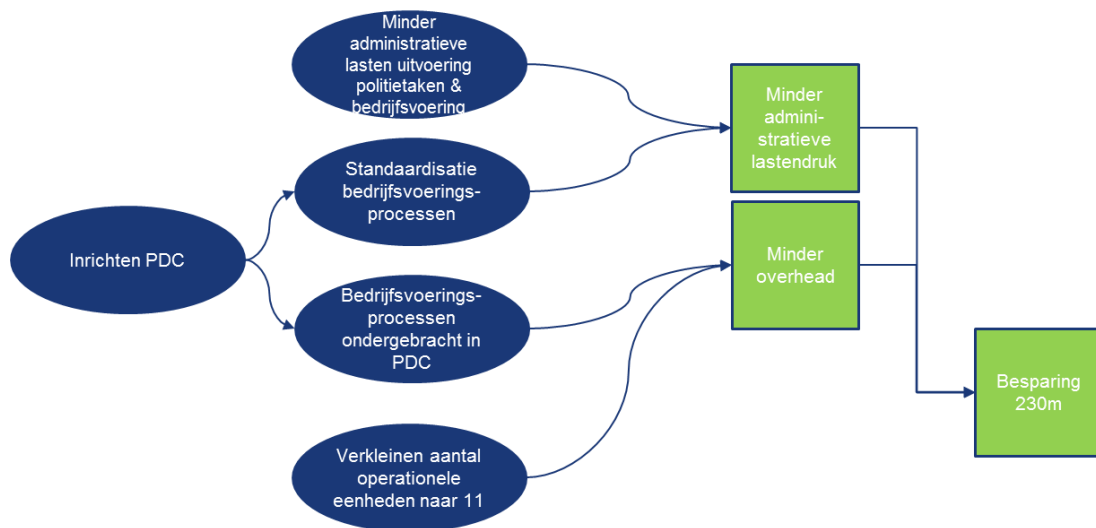 Minder
administratieve
lasten uitvoering
politietaken &
bedrijfsvoering
Standaardisatie
bedrijfsvoerings-
processen
Inrichten PDC
Bedrijfsvoerings-
processen
ondergebracht in
PDC
Verkleinen aantal
operationele
eenheden naar 11
Minder
admini-
stratieve
lastendruk
Minder
overhead
Besparing
230m